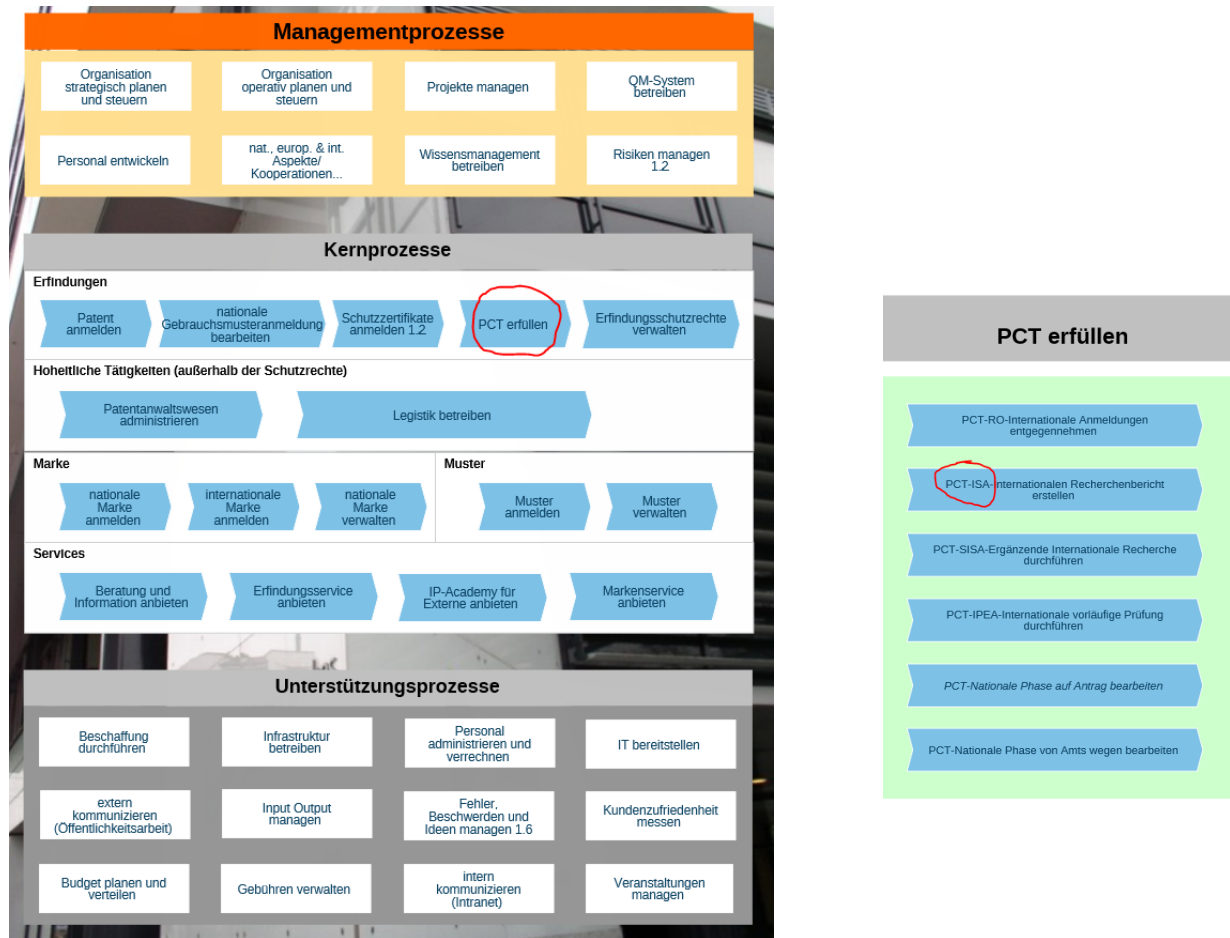 Managementprozesse
Organisation
strategisch planen
und steuern
Organisation
operativ planen und
steuern
Projekte managen
QM-System
betreiben
Personal entwickeln
nat., europ. & int.
Aspekte/
Kooperationen...
Wissensmanagement
betreiben
Risiken managen
1.2
Kernprozesse
Erfindungen
Patent
anmelden
nationale
Gebrauchsmusteranmeldung
bearbeiten
Schutzzertifikate
anmelden 1.2
PCT erfüllen
Erfindungsschutzrechte
verwalten
Hoheitliche Tätigkeiten (außerhalb der Schutzrechte)
Patentanwaltswesen
administrieren
Legistik betreiben
Marke
nationale
Marke
anmelden
internationale
Marke
anmelden
nationale
Marke
verwalten
Muster
Muster
anmelden
Muster
verwalten
Services
Beratung und
Information anbieten
Erfindungsservice
anbieten
IP-Academy für
Externe anbieten
Markenservice
anbieten
Unterstützungsprozesse
Beschaffung
durchführen
Infrastruktur
betreiben
Personal
administrieren und
verrechnen
IT bereitstellen
extern
kommunizieren
(Öffentlichkeitsarbeit)
Input Output
managen
Fehler,
Beschwerden und
Ideen managen 1.6
Kundenzufriedenheit
messen
Budget planen und
verteilen
Gebühren verwalten
intern
kommunizieren
(Intranet)
Veranstaltungen
managen
PCT erfüllen
PCT-RO-Internationale Anmeldungen
entgegennehmen
PCT-ISA-Internationalen Recherchenbericht
erstellen
PCT-SISA-Ergänzende Internationale Recherche
durchführen
PCT-IPEA-Internationale vorläufige Prüfung
durchführen
PCT-Nationale Phase auf Antrag bearbeiten
PCT-Nationale Phase von Amts wegen bearbeiten